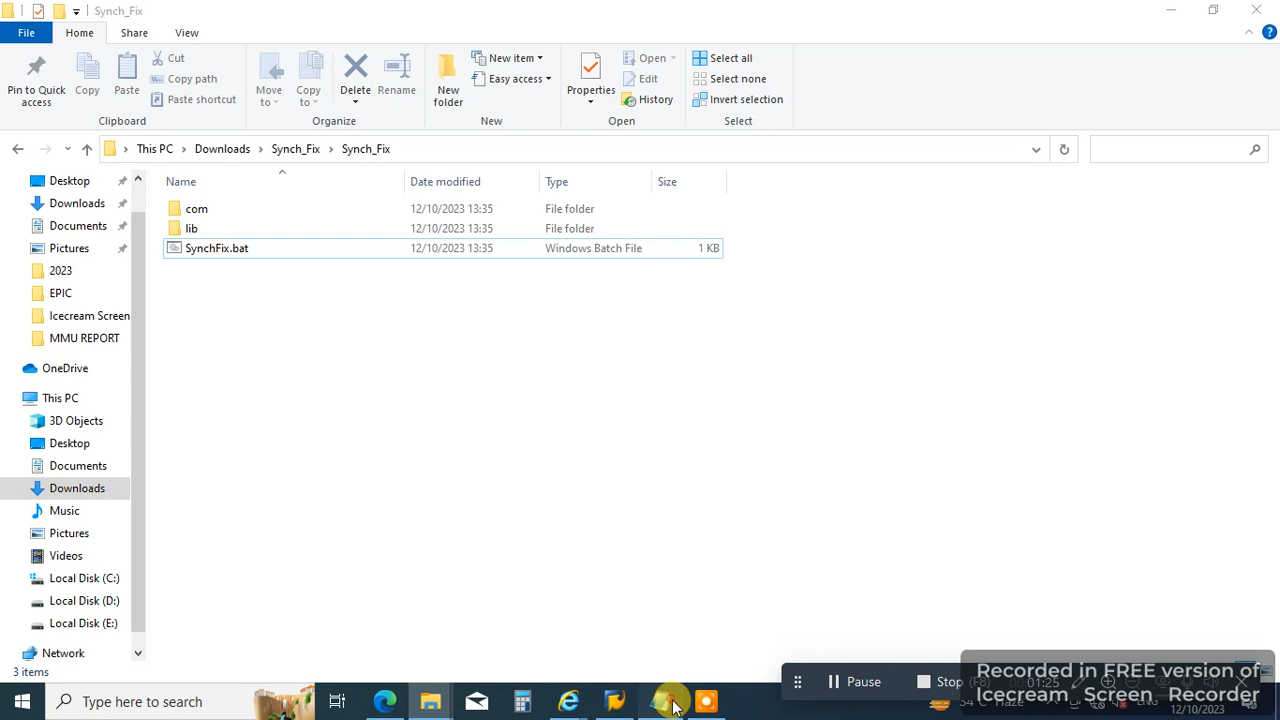 Synch_Fix
File
Home
Share
View
Pin to Quick access
Copy
Paste
Cut
Copy path
Paste shortcut
Clipboard
Move to
Copy to
Delete
Rename
Organize
New folder
New item
Easy access
New
Properties
Open
Edit
History
Open
Select all
Select none
Invert selection
Select
This PC > Downloads > Synch_Fix > Synch_Fix
Name Date modified Type Size
com 12/10/2023 13:35 File folder
lib 12/10/2023 13:35 File folder
SynchFix.bat 12/10/2023 13:35 Windows Batch File 1 KB
Desktop
Downloads
Documents
Pictures
2023
EPIC
Icecream Screen
MMU REPORT
OneDrive
This PC
3D Objects
Desktop
Documents
Downloads
Music
Pictures
Videos
Local Disk (C:)
Local Disk (D:)
Local Disk (E:)
Network
3 items
Pause
Stop (F8)
01:25
Recorded in FREE version of
Icecream Screen Recorder
Type here to search
Haze
ENG
12/10/2023